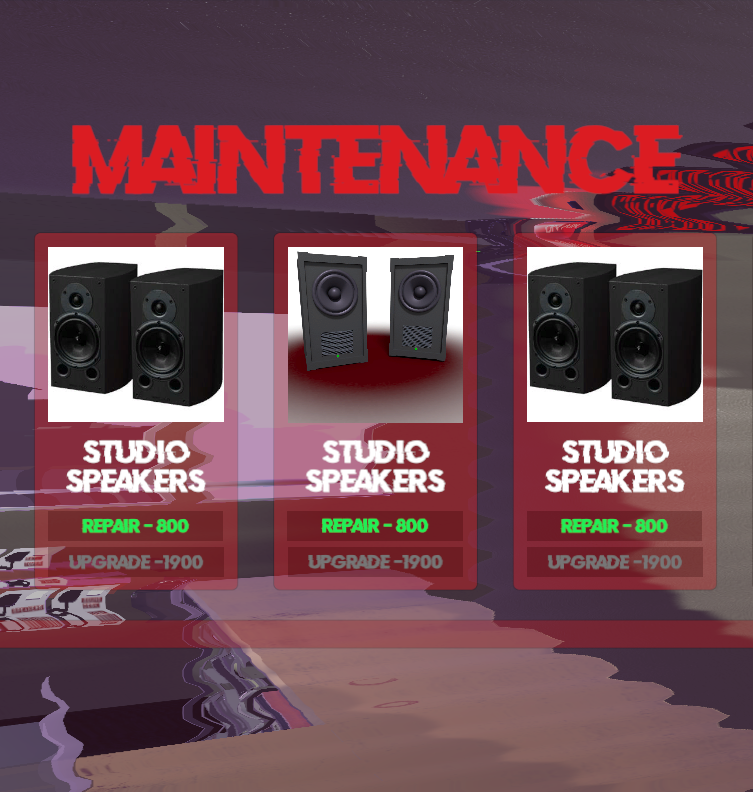 MAINTENANCE
STUDIO
SPEAKERS
REPAIR - 800
UPGRADE -1900
STUDIO
SPEAKERS
REPAIR - 800
UPGRADE -1900
STUDIO
SPEAKERS
REPAIR - 800
UPGRADE -1900